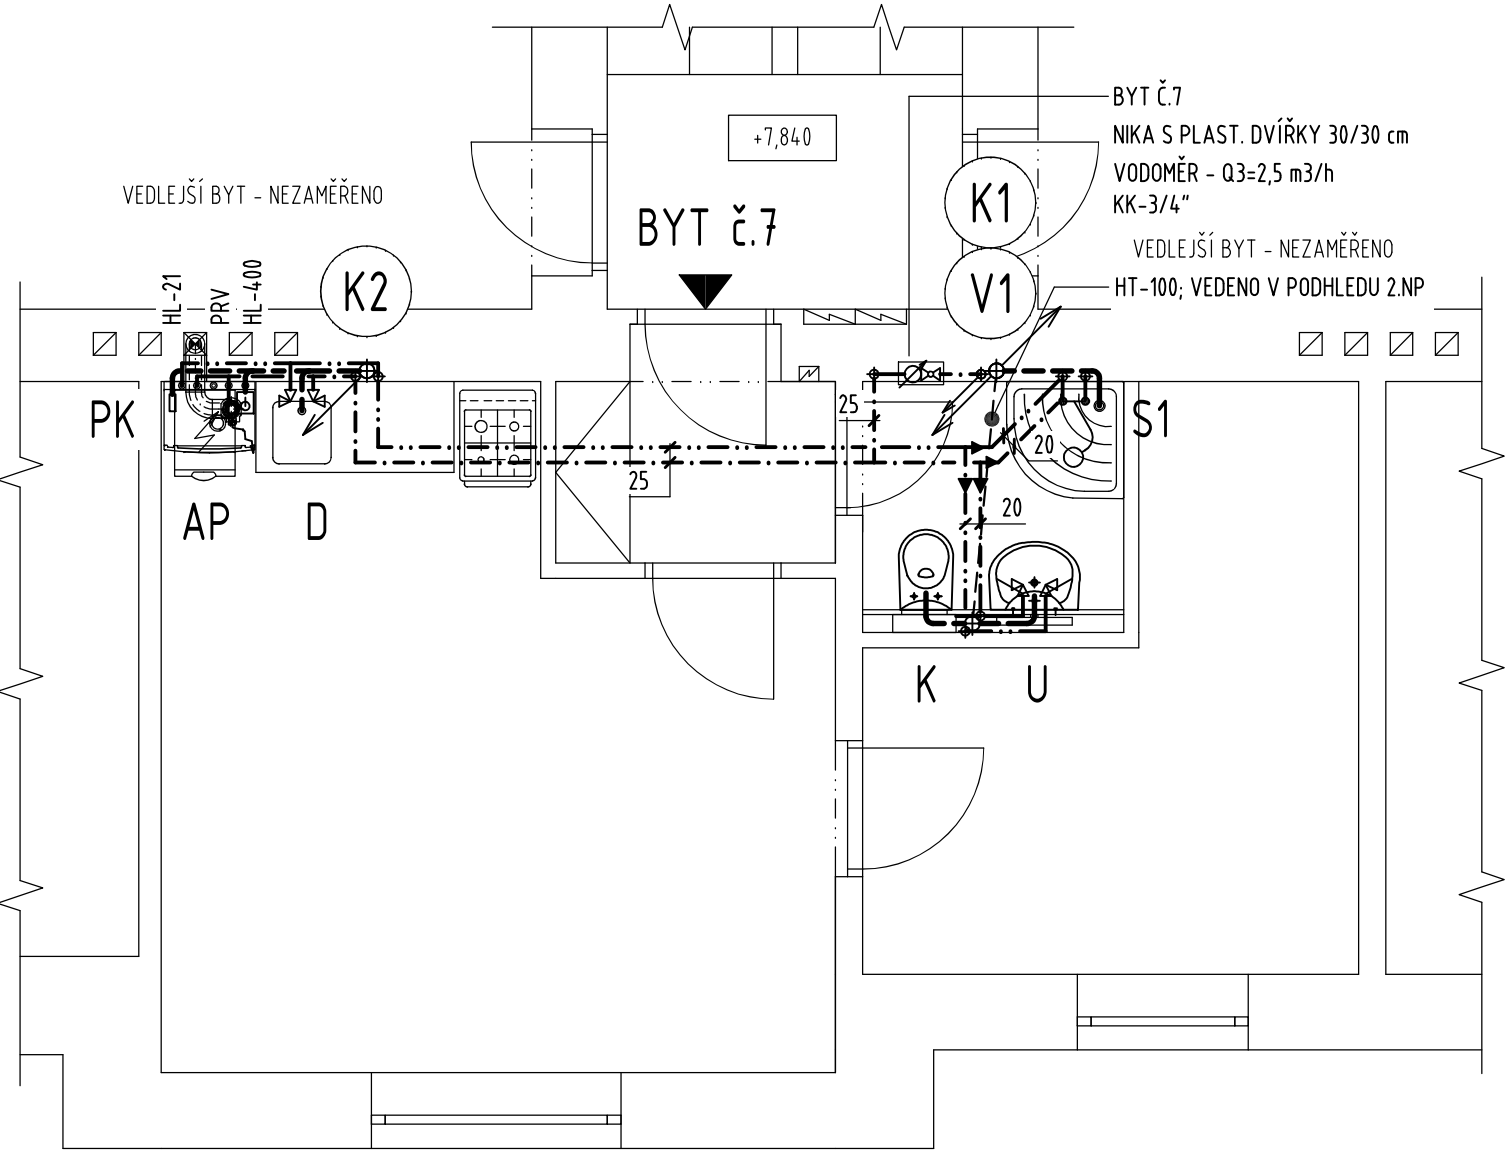 BYT Č.7
NIKA S PLAST. DVÍŘKY 30/30 cm
VODOMĚR - Q3=2,5 m3/h
KK-3/4"
+7,840
VEDLEJŠÍ BYT - NEZAMĚŘENO
K1
BYT č.7
VEDLEJŠÍ BYT - NEZAMĚŘENO
HL-21
PRV
HL-400
K2
V1
HT-100; VEDENO V PODHLEDU 2.NP
PK
25
S1
20
25
AP
D
20
K
U